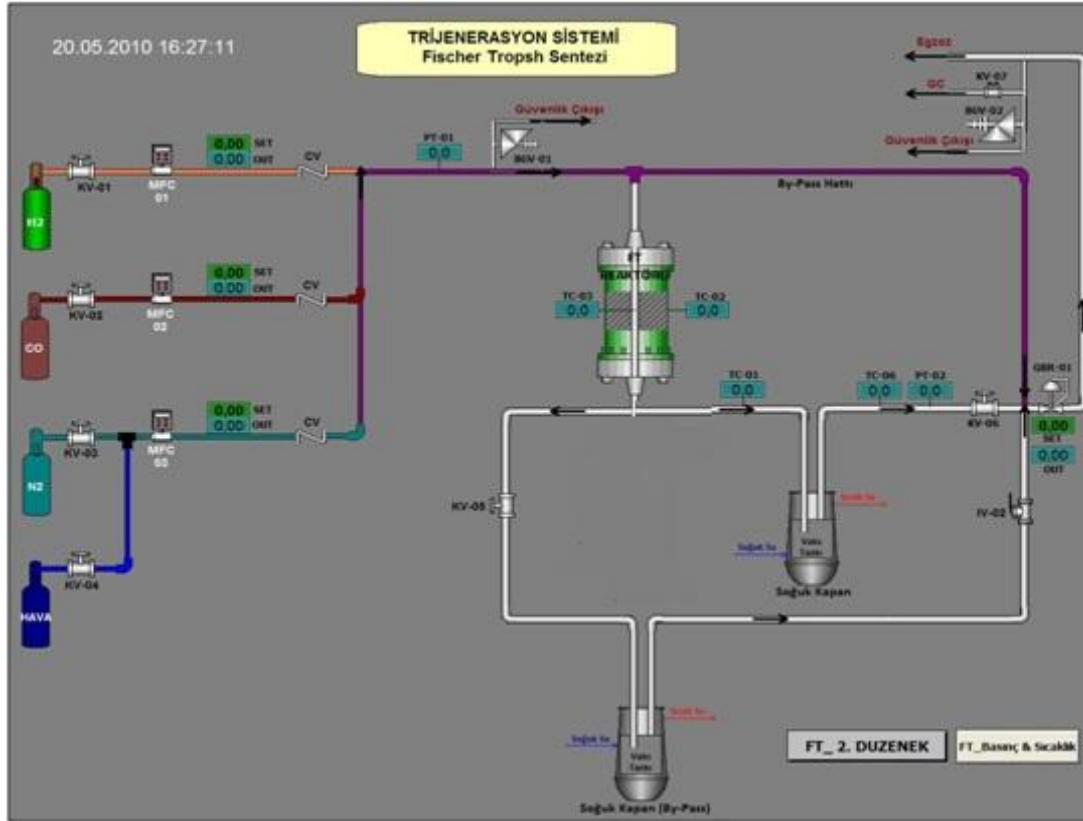 20.05.2010 16:27:11
TRİJENERASYON SİSTEMİ
Fischer Tropsh Sentezi
Egzoz
KV-07
GC
BGV-02
Güvenlik Çıkışı
Güvenlik Çıkışı
BGV-01
PT-01
0,0
0,00 SET
0,00 OUT
CV
KV-01
MFC
01
H2
By-Pass Hattı
FT
REAKTÖRÜ
0,00 SET
0,00 OUT
CV
KV-02
MFC
02
CO
TC-03
0,0
TC-02
0,0
TC-01
0,0
TC-06
0,0
PT-02
0,0
GBR-01
KV-06
0,00
SET
0,00
OUT
0,00 SET
0,00 OUT
CV
KV-03
MFC
03
N2
KV-05
IV-02
Sıcak Su
Soğuk Su
Vaks
Tankı
Soğuk Kapan
KV-04
HAVA
Sıcak Su
Soğuk Su
Vaks
Tankı
Soğuk Kapan (By-Pass)
FT_ 2. DUZENEK
FT_Basınç & Sıcaklık